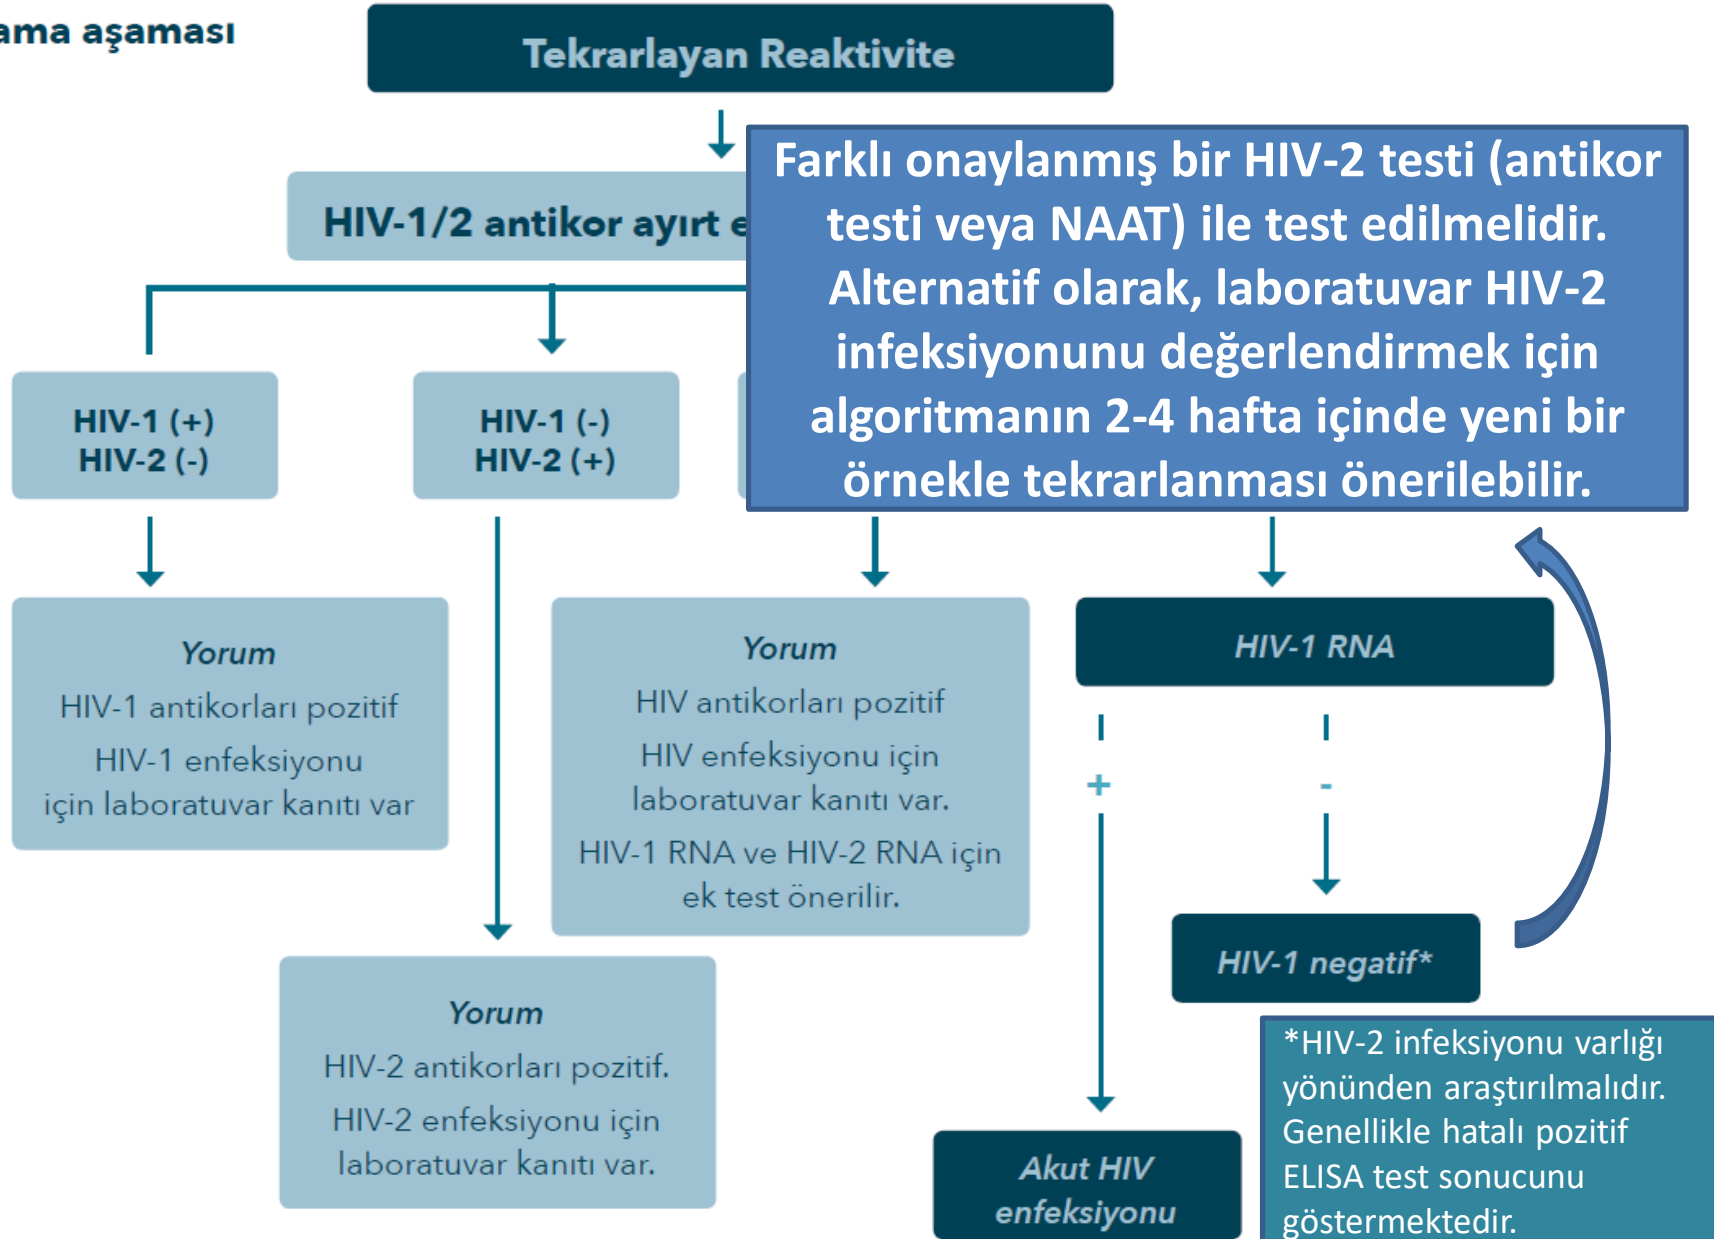 aşaması
Tekrarlayan Reaktivite
HIV-1/2 antikor ayırt
Farklı onaylanmış bir HIV-2 testi (antikor
testi veya NAAT) ile test edilmelidir.
Alternatif olarak, laboratuvar HIV-2
infeksiyonunu değerlendirmek için
algoritmanın 2-4 hafta içinde yeni bir
örnekle tekrarlanması önerilebilir.
HIV-1 (+)
HIV-2 (-)
HIV-1 (-)
HIV-2 (+)
Yorum
HIV-1 antikorları pozitif
HIV-1 enfeksiyonu
için laboratuvar kanıtı var
Yorum
HIV antikorları pozitif
HIV enfeksiyonu için
laboratuvar kanıtı var.
HIV-1 RNA ve HIV-2 RNA için
ek test önerilir.
HIV-1 RNA
+
-
HIV-1 negatif*
Yorum
HIV-2 antikorları pozitif.
HIV-2 enfeksiyonu için
laboratuvar kanıtı var.
Akut HIV
enfeksiyonu
*HIV-2 infeksiyonu varlığı
yönünden araştırılmalıdır.
Genellikle hatalı pozitif
ELISA test sonucunu
göstermektedir.